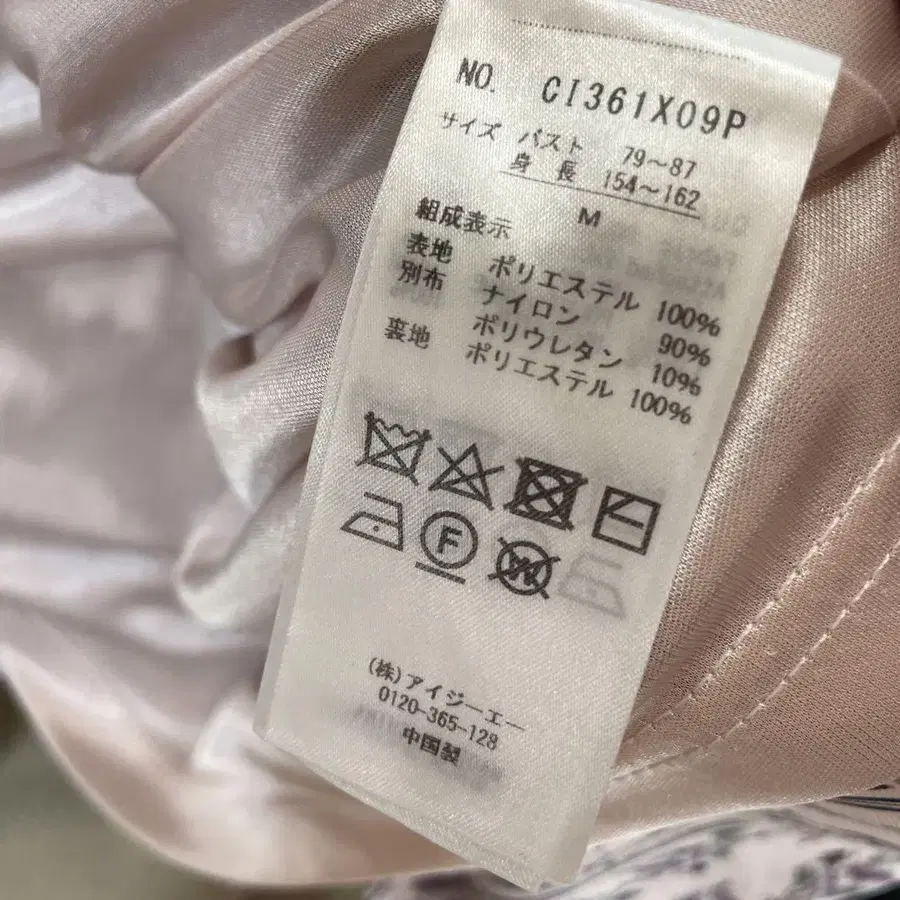 NO. CI361X09P
サイズ バスト 79～87
身長 154～162
M
組成表示
表地 ポリエステル 100%
別布 ナイロン 90%
ポリウレタン 10%
裏地 ポリエステル 100%
F
W
(株)アイジーエー
0120-365-128
中国製